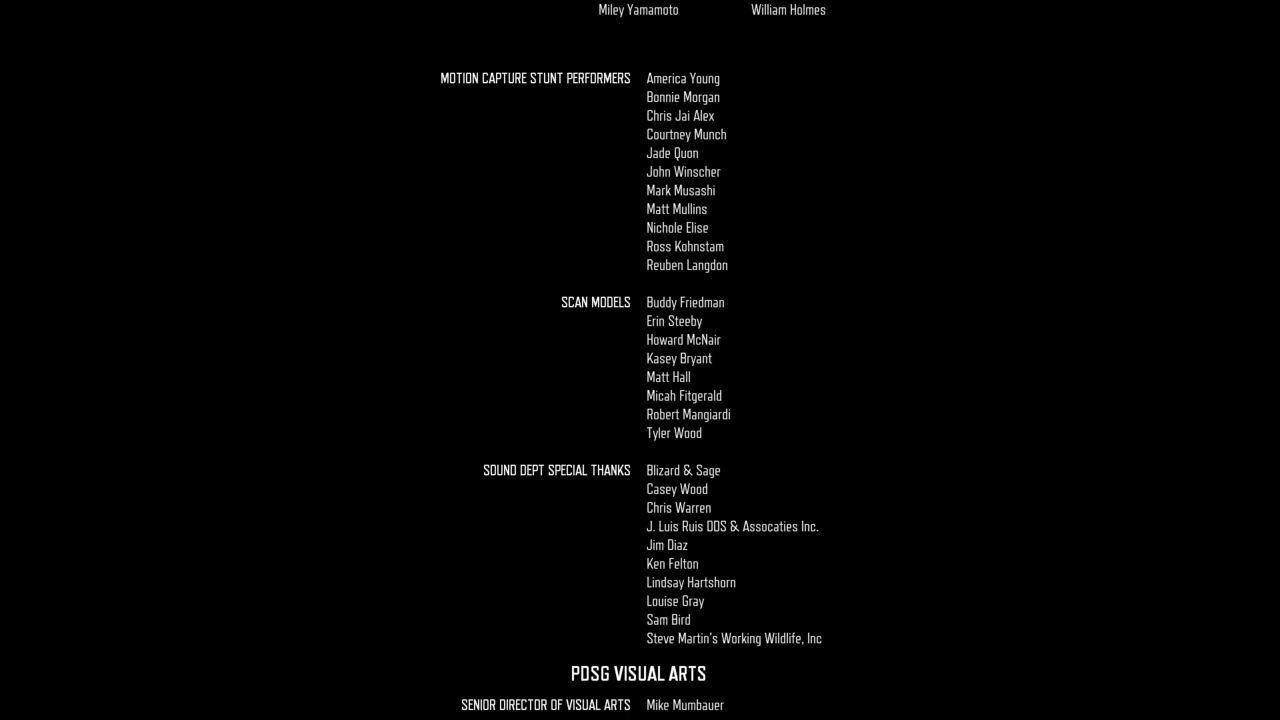 Miley Yamamoto William Holmes
MOTION CAPTURE STUNT PERFORMERS America Young
Bonnie Morgan
Chris Jai Alex
Courtney Munch
Jade Quon
John Winscher
Mark Musashi
Matt Mullins
Nichole Elise
Ross Kohnstam
Reuben Langdon
SCAN MODELS Buddy Friedman
Erin Steeby
Howard McNair
Kasey Bryant
Matt Hall
Micah Fitgerald
Robert Mangiardi
Tyler Wood
SOUND DEPT SPECIAL THANKS Blizard & Sage
Casey Wood
Chris Warren
J. Luis Ruis DDS & Assocaties Inc.
Jim Diaz
Ken Felton
Lindsay Hartshorn
Louise Gray
Sam Bird
Steve Martin's Working Wildlife, Inc
PDSG VISUAL ARTS
SENIOR DIRECTOR OF VISUAL ARTS Mike Mumbauer